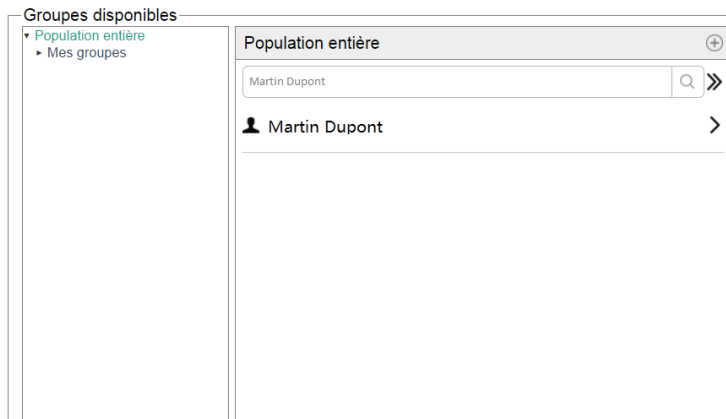 Groupes disponibles
Population entière
Mes groupes
Population entière
Martin Dupont
Martin Dupont